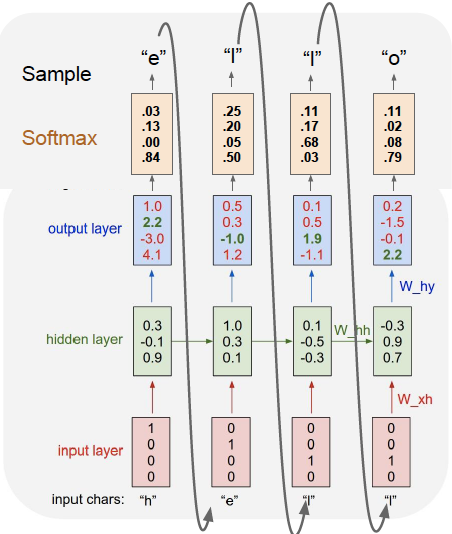 Sample "e" "l" "l" "o"
Softmax
.03 .25 .11 .11
.13 .20 .17 .02
.00 .05 .68 .08
.84 .50 .03 .79
output layer
1.0 0.5 0.1 0.2
2.2 0.3 0.5 -1.5
-3.0 -1.0 1.9 -0.1
4.1 1.2 -1.1 2.2
W_hy
hidden layer
0.3 1.0 0.1 -0.3
-0.1 0.3 -0.5 0.9
0.9 0.1 -0.3 0.7
W_hh
W_xh
input layer
1 0 0 0
0 1 0 0
0 0 1 1
0 0 0 0
input chars: "h" "e" "l" "l"